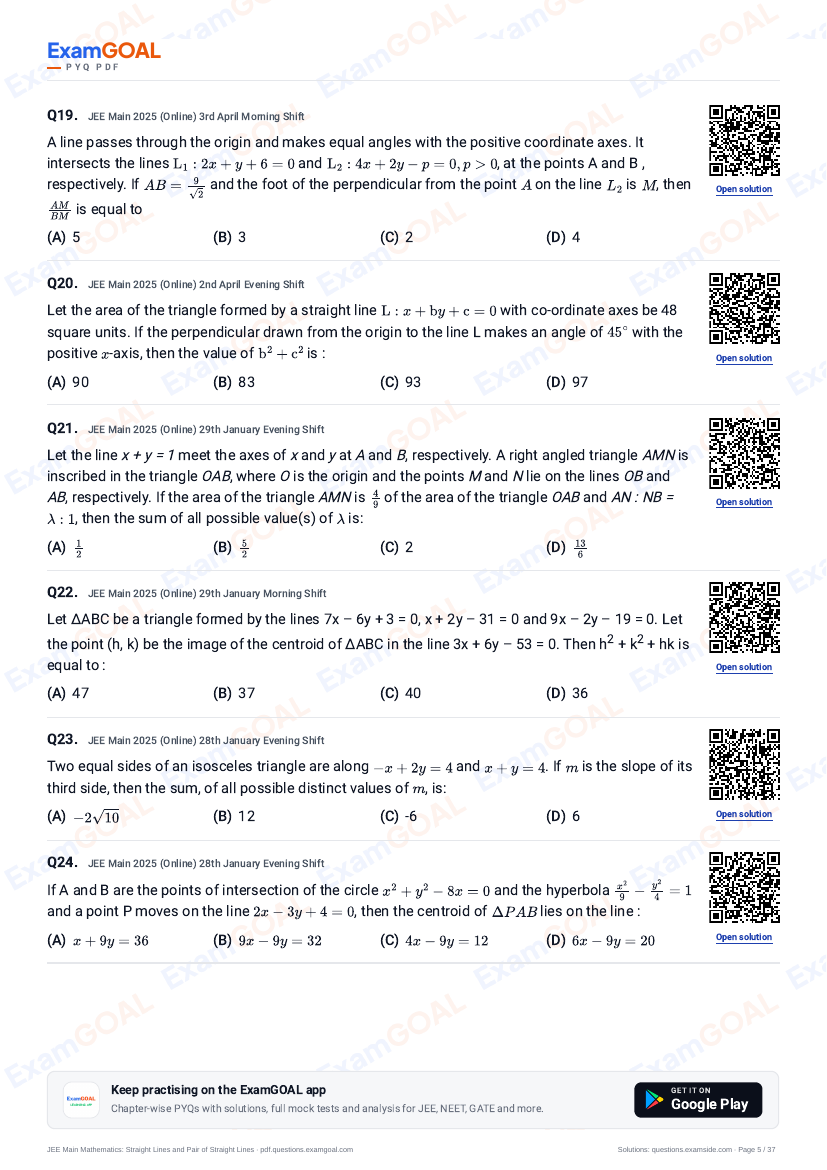 ExamGOAL
PYQ PDF
Q19. JEE Main 2025 (Online) 3rd April Morning Shift
A line passes through the origin and makes equal angles with the positive coordinate axes. It
intersects the lines L₁ : 2x + y + 6 = 0 and L₂ : 4x + 2y − p = 0, p > 0, at the points A and B ,
respectively. If AB = 9/√2 and the foot of the perpendicular from the point A on the line L₂ is M, then
AM/BM is equal to
(A) 5 (B) 3 (C) 2 (D) 4
Open solution
Q20. JEE Main 2025 (Online) 2nd April Evening Shift
Let the area of the triangle formed by a straight line L : x + by + c = 0 with co-ordinate axes be 48
square units. If the perpendicular drawn from the origin to the line L makes an angle of 45° with the
positive x-axis, then the value of b² + c² is :
(A) 90 (B) 83 (C) 93 (D) 97
Open solution
Q21. JEE Main 2025 (Online) 29th January Evening Shift
Let the line x + y = 1 meet the axes of x and y at A and B, respectively. A right angled triangle AMN is
inscribed in the triangle OAB, where O is the origin and the points M and N lie on the lines OB and
AB, respectively. If the area of the triangle AMN is 4/9 of the area of the triangle OAB and AN : NB =
λ : 1, then the sum of all possible value(s) of λ is:
(A) 1/2 (B) 5/2 (C) 2 (D) 13/6
Open solution
Q22. JEE Main 2025 (Online) 29th January Morning Shift
Let ΔABC be a triangle formed by the lines 7x − 6y + 3 = 0, x + 2y − 31 = 0 and 9x − 2y − 19 = 0. Let
the point (h, k) be the image of the centroid of ΔABC in the line 3x + 6y − 53 = 0. Then h² + k² + hk is
equal to :
(A) 47 (B) 37 (C) 40 (D) 36
Open solution
Q23. JEE Main 2025 (Online) 28th January Evening Shift
Two equal sides of an isosceles triangle are along −x + 2y = 4 and x + y = 4. If m is the slope of its
third side, then the sum, of all possible distinct values of m, is:
(A) −2√10 (B) 12 (C) -6 (D) 6
Open solution
Q24. JEE Main 2025 (Online) 28th January Evening Shift
If A and B are the points of intersection of the circle x² + y² − 8x = 0 and the hyperbola x²/9 − y²/4 = 1
and a point P moves on the line 2x − 3y + 4 = 0, then the centroid of ΔPAB lies on the line :
(A) x + 9y = 36 (B) 9x − 9y = 32 (C) 4x − 9y = 12 (D) 6x − 9y = 20
Open solution
Keep practising on the ExamGOAL app
Chapter-wise PYQs with solutions, full mock tests and analysis for JEE, NEET, GATE and more.
ExamGOAL
GET IT ON
Google Play
JEE Main Mathematics: Straight Lines and Pair of Straight Lines · pdf.questions.examgoal.com
Solutions: questions.examside.com · Page 5 / 37